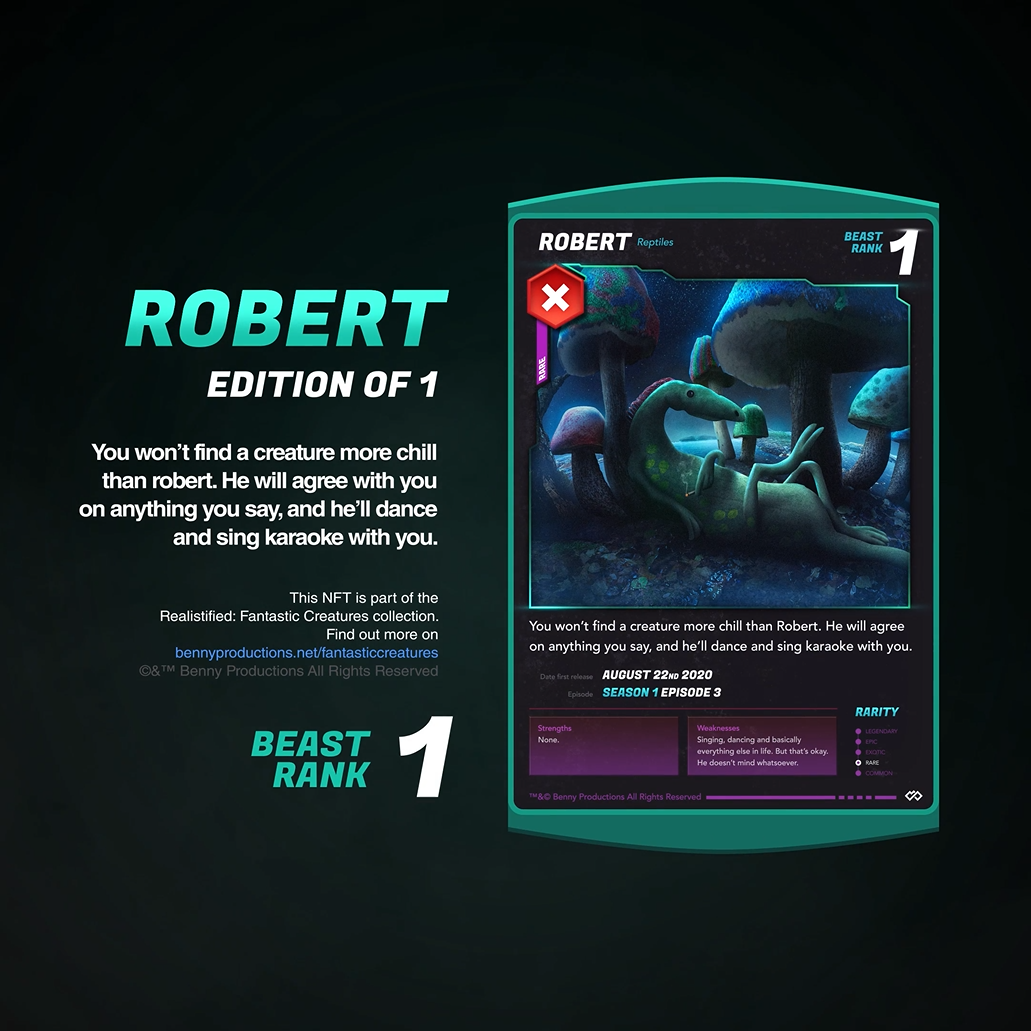 ROBERT
EDITION OF 1
You won't find a creature more chill
than robert. He will agree with you
on anything you say, and he'll dance
and sing karaoke with you.
This NFT is part of the
Realistified: Fantastic Creatures collection.
Find out more on
bennyproductions.net/fantasticcreatures
©&™ Benny Productions All Rights Reserved
BEAST
RANK
1
ROBERT Reptiles
BEAST
RANK
1
RARE
You won't find a creature more chill than Robert. He will agree
on anything you say, and he'll dance and sing karaoke with you.
Date first release AUGUST 22ND 2020
Episode SEASON 1 EPISODE 3
Strengths
None.
Weaknesses
Singing, dancing and basically
everything else in life. But that's okay.
He doesn't mind whatsoever.
RARITY
LEGENDARY
EPIC
EXOTIC
RARE
COMMON
™&© Benny Productions All Rights Reserved